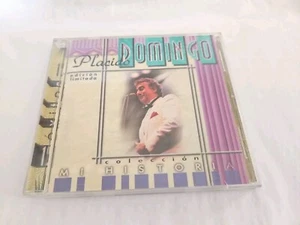 Placido
DOMINGO
edición
limitada
colección
MI HISTORIA